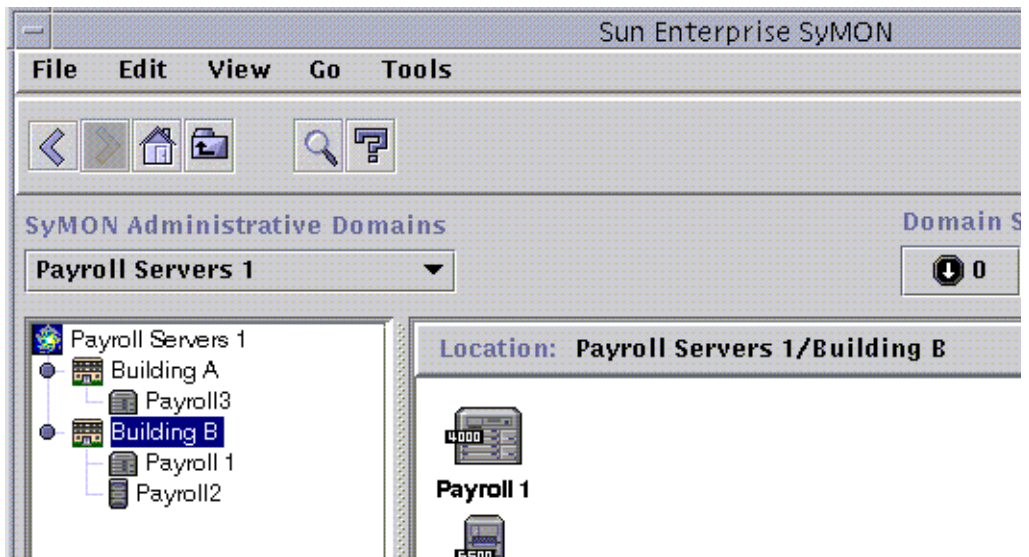 Sun Enterprise SyMON
File Edit View Go Tools
SyMON Administrative Domains
Domain S
Payroll Servers 1
0
Payroll Servers 1
Building A
Payroll3
Building B
Payroll 1
Payroll2
Location: Payroll Servers 1/Building B
4000
Payroll 1